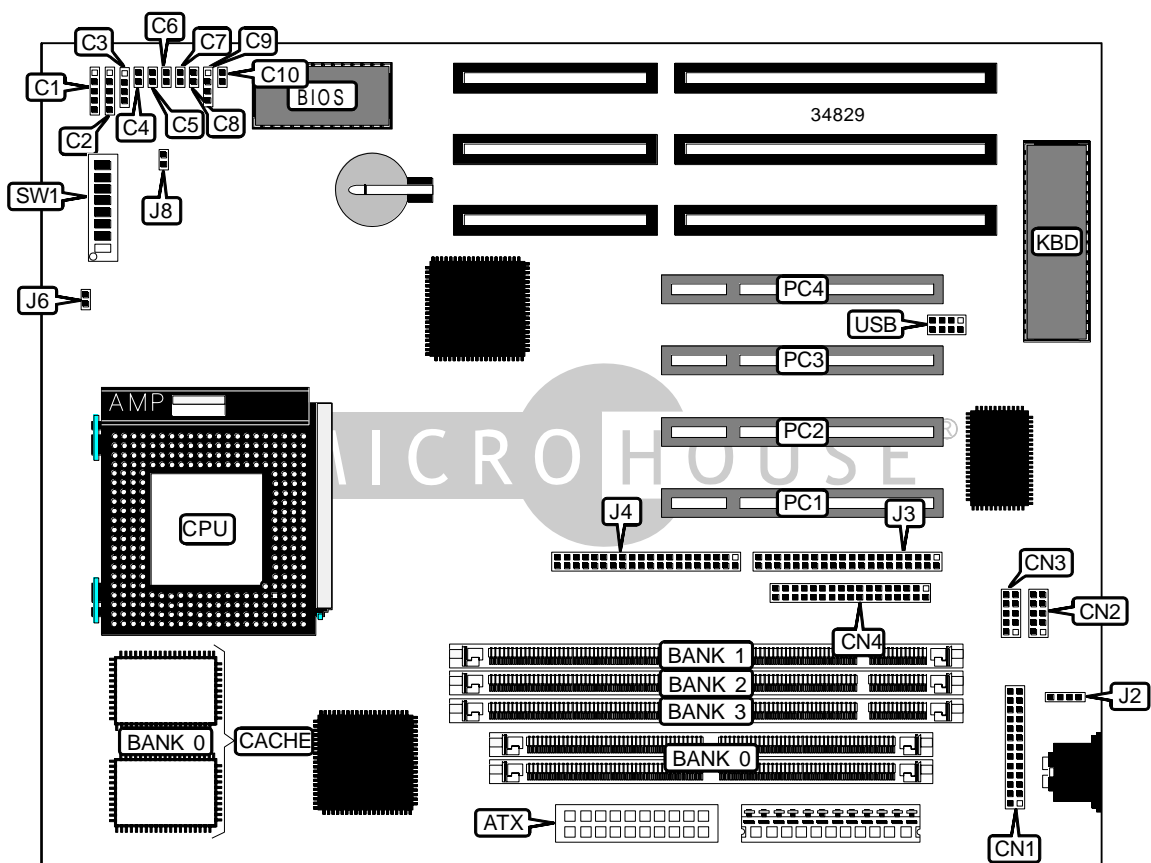 C6
C3
C7
C9
C1
C10
BIOS
C2
C4
C5
C8
34829
SW1
J8
KBD
J6
PC4
USB
PC3
AMP
PC2
MICROHOUSE®
PC1
J4
J3
CPU
CN3
CN2
CN4
BANK 1
BANK 2
BANK 3
J2
BANK 0
CACHE
BANK 0
ATX
CN1